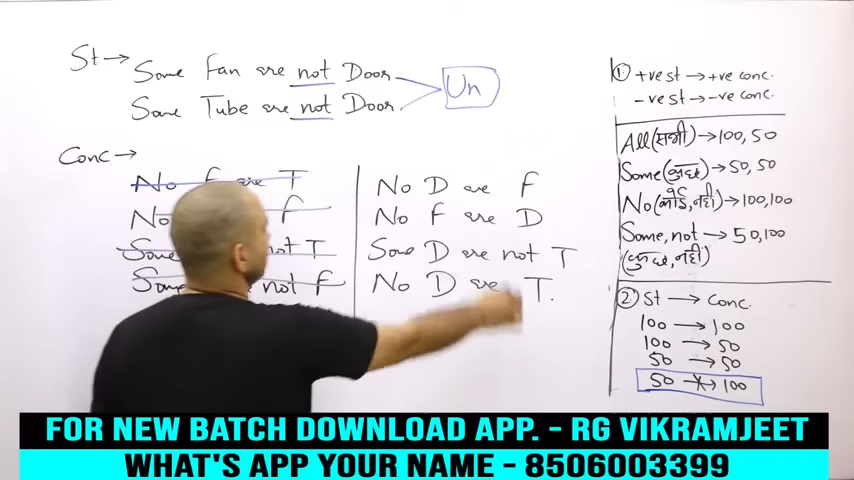 St → Some Fan are not Door
Some Tube are not Door
Un
Conc →
No F are T
No F
Some not T
Some not F
No D are F
No F are D
Some D are not T
No D are T.
① +ve st → +ve conc.
-ve st → -ve conc.
All (सभी) → 100, 50
Some (कुछ) → 50, 50
No (कोई, नहीं) → 100, 100
Some, not → 50, 100
(कुछ, नहीं)
② St → Conc.
100 → 100
100 → 50
50 → 50
50 → 100
FOR NEW BATCH DOWNLOAD APP. - RG VIKRAMJEET
WHAT'S APP YOUR NAME - 8506003399